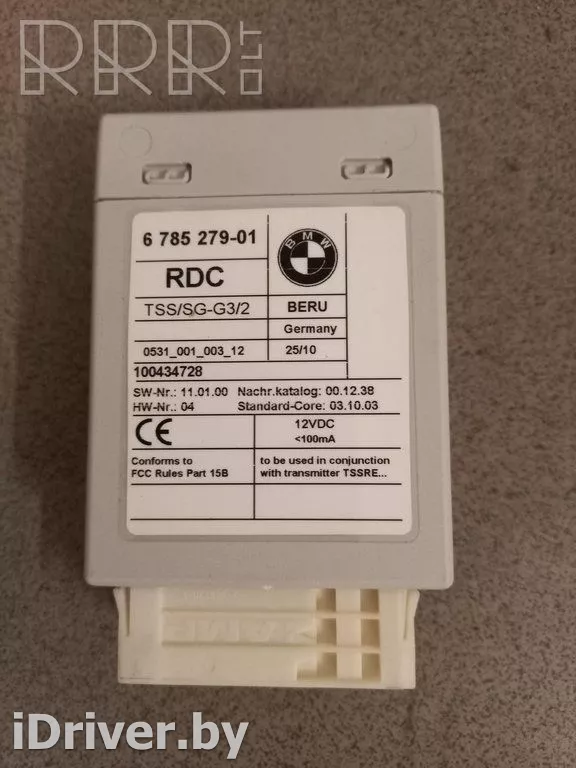 RRR.LT
6 785 279-01
BMW
RDC
TSS/SG-G3/2
BERU
Germany
0531_001_003_12
25/10
100434728
SW-Nr.: 11.01.00 Nachr.katalog: 00.12.38
HW-Nr.: 04 Standard-Core: 03.10.03
CE
12VDC
<100mA
Conforms to
FCC Rules Part 15B
to be used in conjunction
with transmitter TSSRE...
iDriver.by